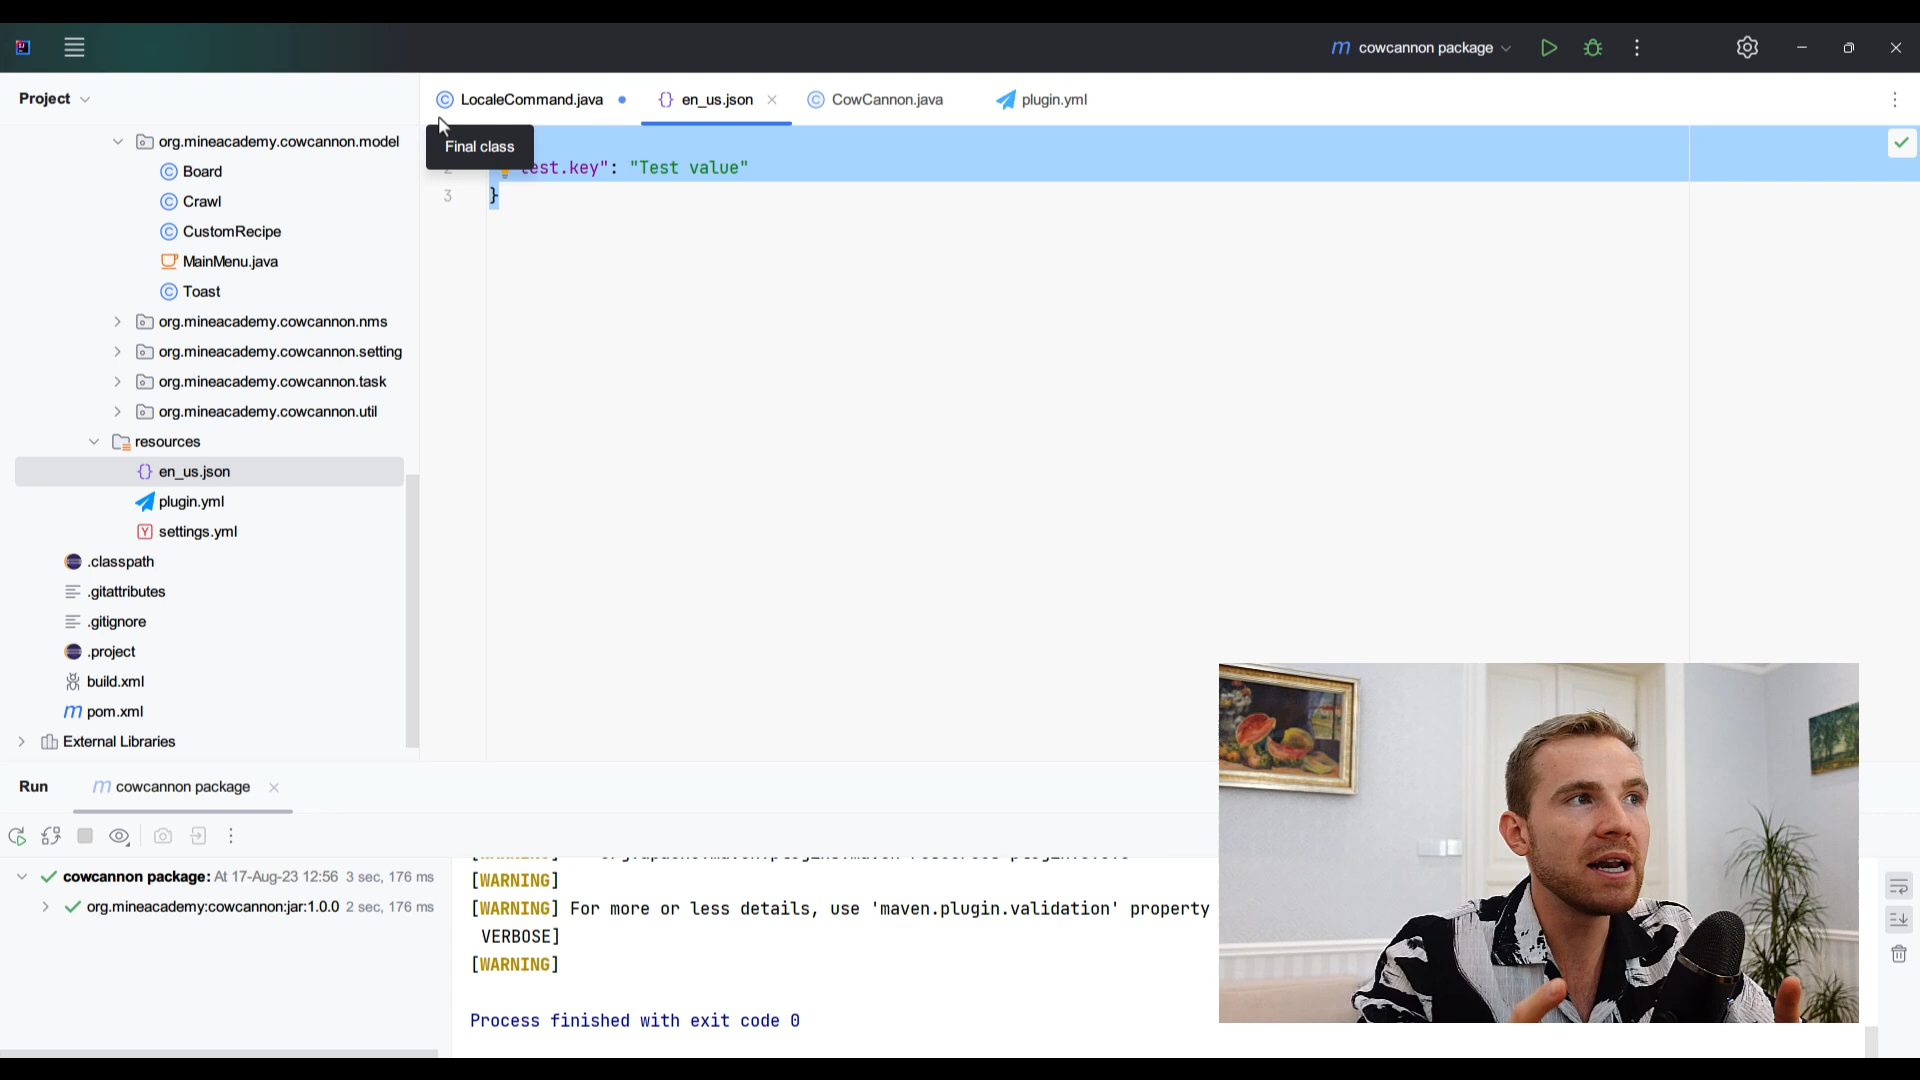 cowcannon package
Project
LocaleCommand.java
en_us.json
CowCannon.java
plugin.yml
Final class
org.mineacademy.cowcannon.model
Board
Crawl
CustomRecipe
MainMenu.java
Toast
org.mineacademy.cowcannon.nms
org.mineacademy.cowcannon.setting
org.mineacademy.cowcannon.task
org.mineacademy.cowcannon.util
resources
en_us.json
plugin.yml
settings.yml
.classpath
.gitattributes
.gitignore
.project
build.xml
pom.xml
External Libraries
est.key": "Test value"
3 }
Run
cowcannon package
cowcannon package: At 17-Aug-23 12:56 3 sec, 176 ms
org.mineacademy:cowcannon:jar:1.0.0 2 sec, 176 ms
[WARNING]
[WARNING] For more or less details, use 'maven.plugin.validation' property
VERBOSE]
[WARNING]
Process finished with exit code 0